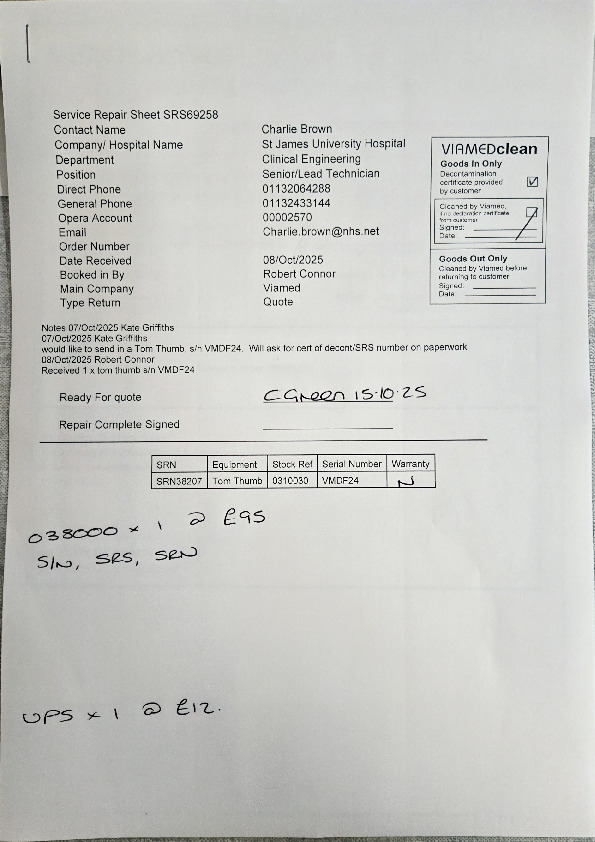 Service Repair Sheet SRS69258
Contact Name Charlie Brown
Company/ Hospital Name St James University Hospital
Department Clinical Engineering
Position Senior/Lead Technician
Direct Phone 01132064288
General Phone 01132433144
Opera Account 00002570
Email Charlie.brown@nhs.net
Order Number
Date Received 08/Oct/2025
Booked in By Robert Connor
Main Company Viamed
Type Return Quote
VIAMEDclean
Goods In Only
Decontamination
certificate provided
by customer
Cleaned by Viamed,
if no declaration certificate
from customer
Signed:
Date:
Goods Out Only
Cleaned by Viamed before
returning to customer
Signed:
Date:
Notes 07/Oct/2025 Kate Griffiths
07/Oct/2025 Kate Griffiths
would like to send in a Tom Thumb, s/n VMDF24. Will ask for cert of decont/SRS number on paperwork
08/Oct/2025 Robert Connor
Received 1 x tom thumb s/n VMDF24
Ready For quote C Green 15.10.25
Repair Complete Signed
SRN Equipment Stock Ref Serial Number Warranty
SRN38207 Tom Thumb 0310030 VMDF24 N
038000 x 1 @ £95
S/N, SRS, SRN
UPS x 1 @ £12.